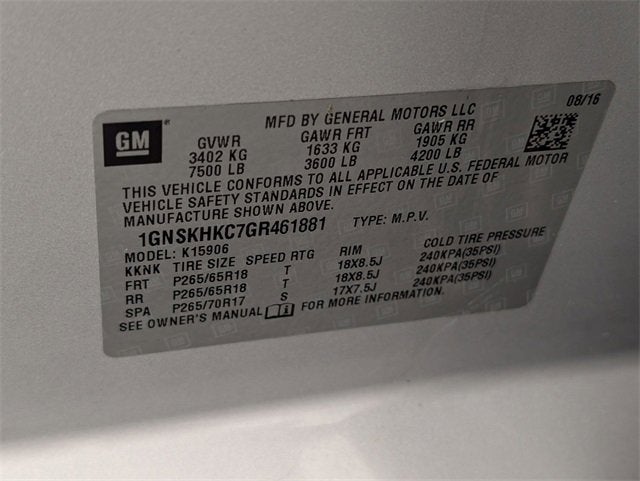 MFD BY GENERAL MOTORS LLC 08/16
GM
GVWR GAWR FRT GAWR RR
3402 KG 1633 KG 1905 KG
7500 LB 3600 LB 4200 LB
THIS VEHICLE CONFORMS TO ALL APPLICABLE U.S. FEDERAL MOTOR
VEHICLE SAFETY STANDARDS IN EFFECT ON THE DATE OF
MANUFACTURE SHOWN ABOVE.
1GNSKHKC7GR461881 TYPE: M.P.V.
MODEL: K15906
KKNK TIRE SIZE SPEED RTG RIM COLD TIRE PRESSURE
FRT P265/65R18 T 18X8.5J 240KPA(35PSI)
RR P265/65R18 T 18X8.5J 240KPA(35PSI)
SPA P265/70R17 S 17X7.5J 240KPA(35PSI)
SEE OWNER'S MANUAL FOR MORE INFORMATION.